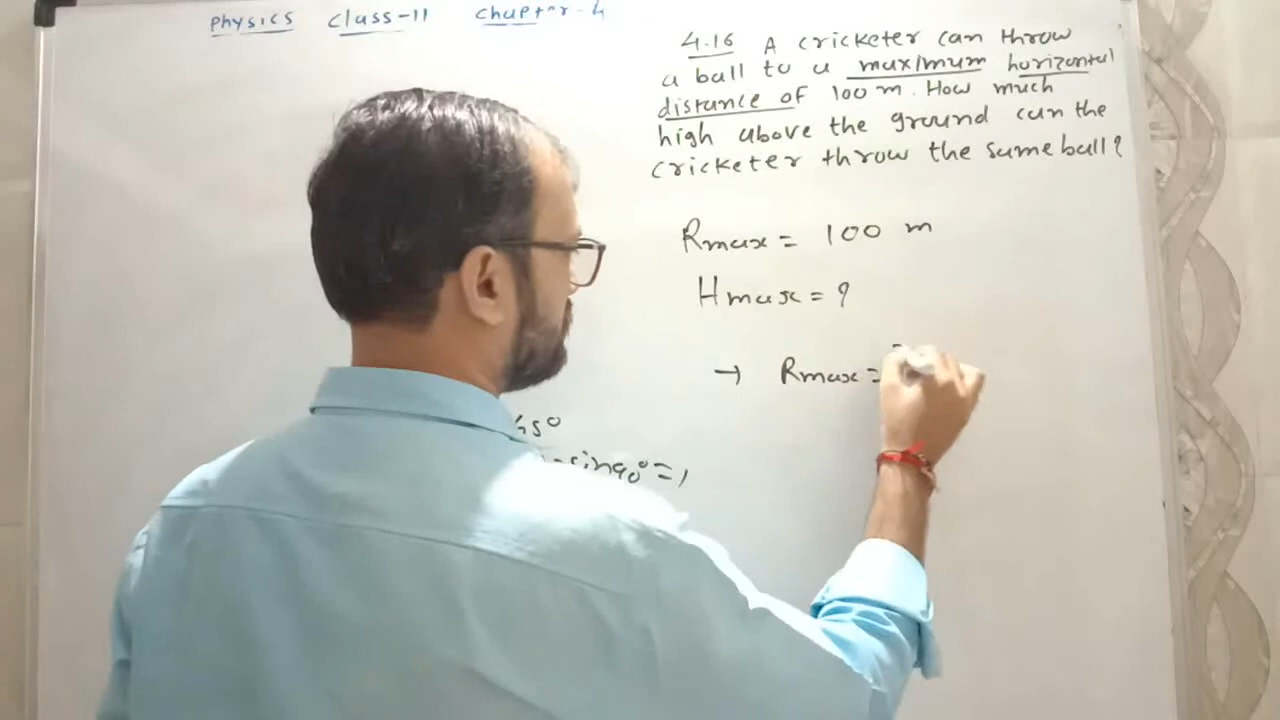 Physics Class-11 Chapter-4
4.16 A cricketer can throw
a ball to a maximum horizontal
distance of 100 m. How much
high above the ground can the
cricketer throw the same ball?
Rmax = 100 m
Hmax = ?
→ Rmax =
45°
sin90° = 1